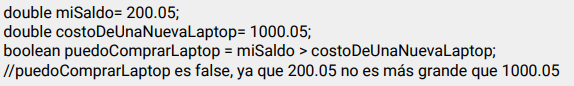 double miSaldo= 200.05;
double costoDeUnaNuevaLaptop= 1000.05;
boolean puedoComprarLaptop = miSaldo > costoDeUnaNuevaLaptop;
//puedoComprarLaptop es false, ya que 200.05 no es más grande que 1000.05